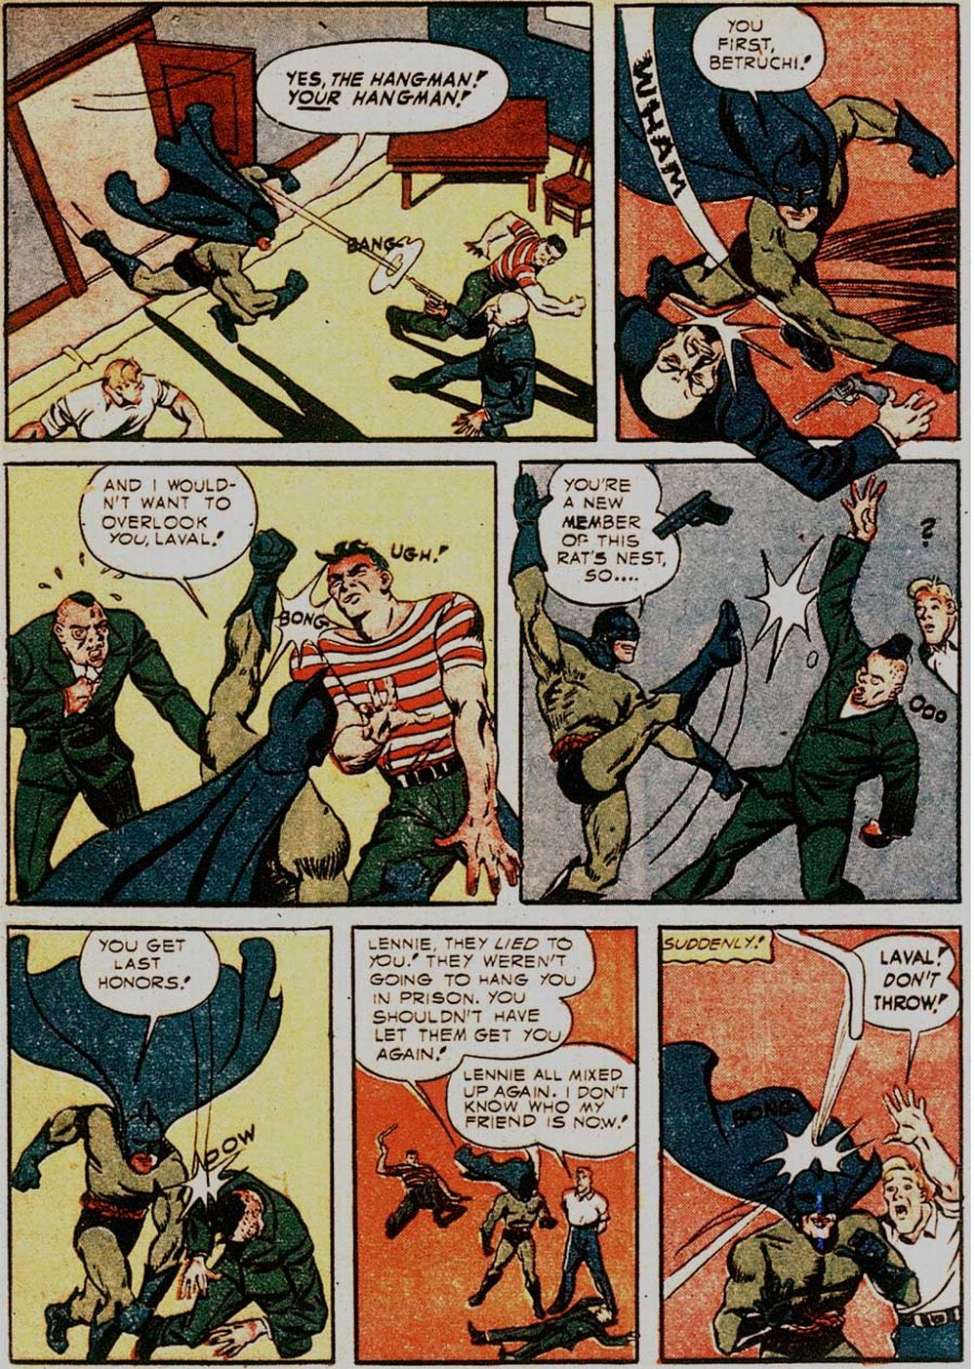 YES, THE HANGMAN!
YOUR HANGMAN!
BANG-
YOU
FIRST,
BETRUCHI!
WHAM
AND I WOULD-
N'T WANT TO
OVERLOOK
YOU, LAVAL!
UGH!
BONG-
YOU'RE
A NEW
MEMBER
OF THIS
RAT'S NEST,
SO....
?
OOO
YOU GET
LAST
HONORS!
POW
LENNIE, THEY LIED TO
YOU! THEY WEREN'T
GOING TO HANG YOU
IN PRISON. YOU
SHOULDN'T HAVE
LET THEM GET YOU
AGAIN!
LENNIE ALL MIXED
UP AGAIN. I DON'T
KNOW WHO MY
FRIEND IS NOW!
SUDDENLY!
LAVAL!
DON'T
THROW!
BONG-